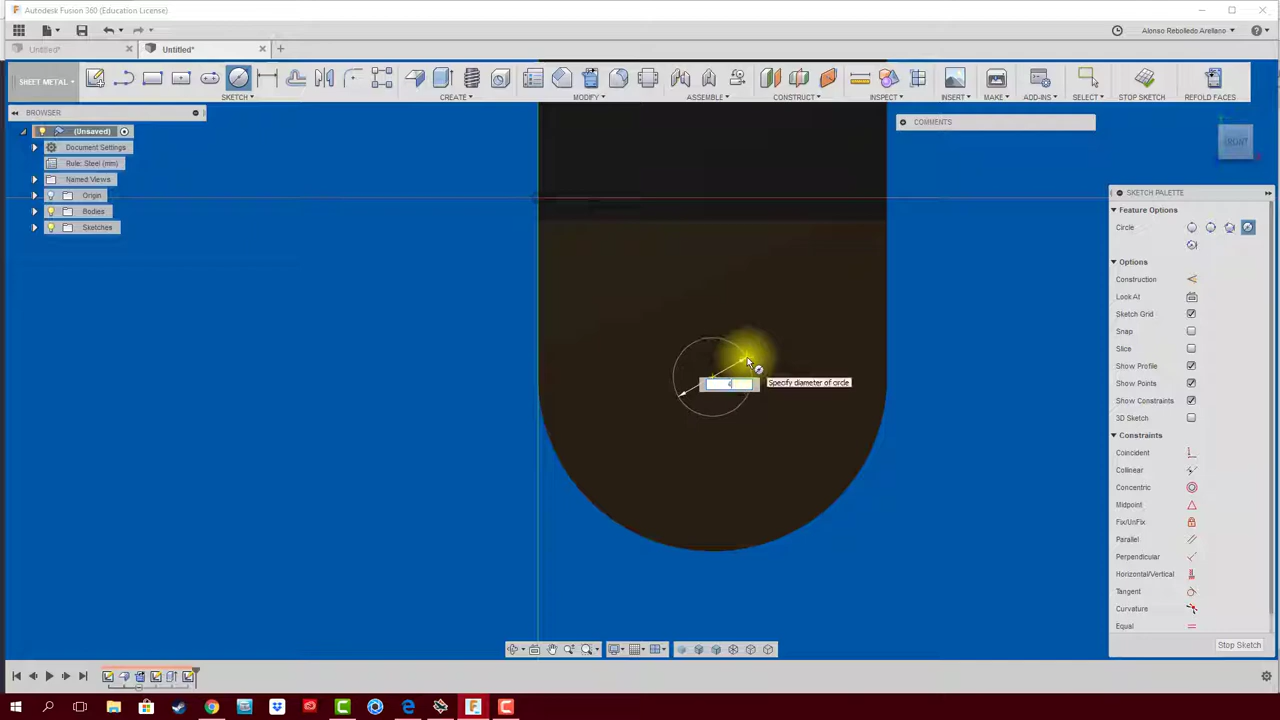 Autodesk Fusion 360 (Education License)
Alonso Rebolledo Arellano
Untitled*
Untitled*
SHEET METAL
SKETCH
CREATE
MODIFY
ASSEMBLE
CONSTRUCT
INSPECT
INSERT
MAKE
ADD-INS
SELECT
STOP SKETCH
REFOLD FACES
BROWSER
COMMENTS
(Unsaved)
FRONT
Document Settings
Rule: Steel (mm)
Named Views
Origin
Bodies
Sketches
SKETCH PALETTE
Feature Options
Circle
Options
Construction
Look At
Sketch Grid
Snap
Slice
Show Profile
Show Points
Show Constraints
3D Sketch
Constraints
Coincident
Collinear
Concentric
Midpoint
Fix/UnFix
Parallel
Perpendicular
Horizontal/Vertical
Tangent
Curvature
Equal
Specify diameter of circle
Stop Sketch